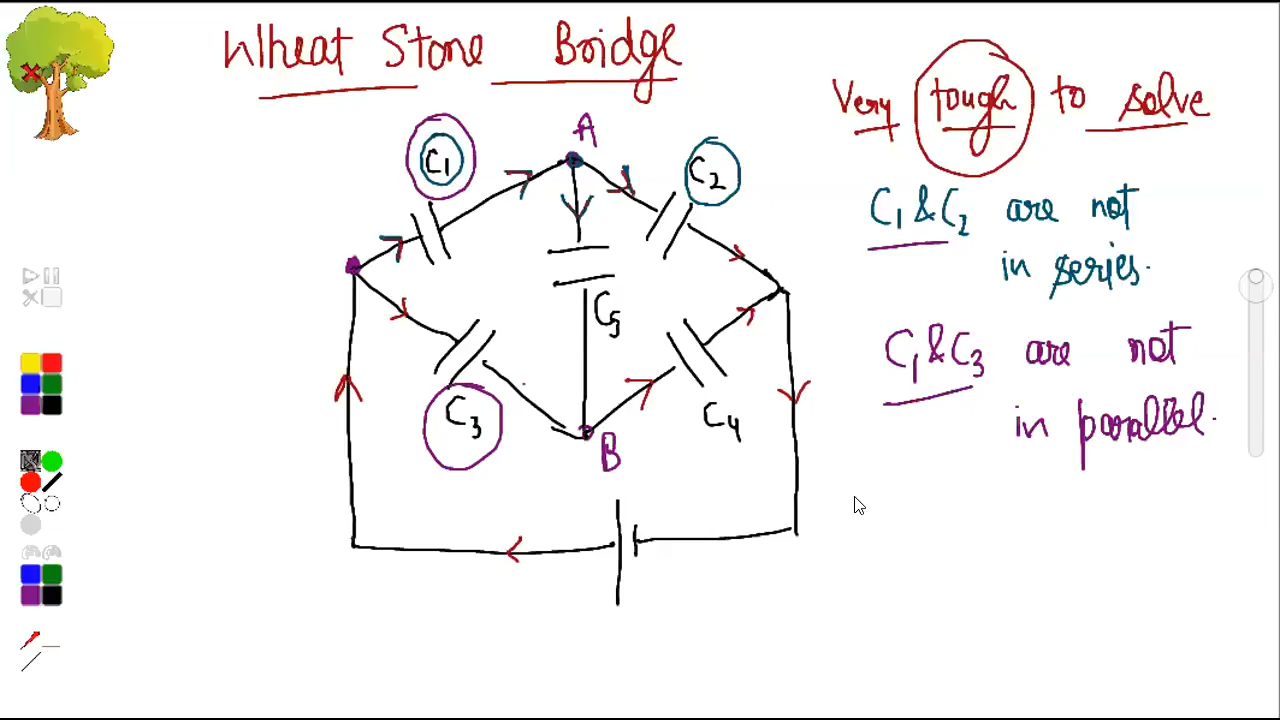 Wheat Stone Bridge
Very tough to solve
A
C1
C2
C1 & C2 are not
in series.
C5
C1 & C3 are not
in parallel.
C3
C4
B